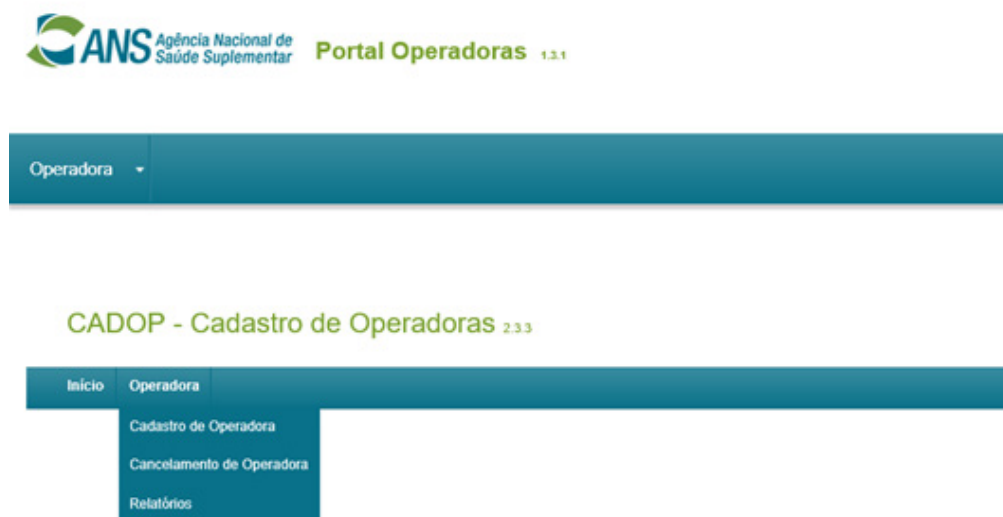 ANS Agência Nacional de
Saúde Suplementar
Portal Operadoras 1.3.1
Operadora
CADOP - Cadastro de Operadoras 2.3.3
Início Operadora
Cadastro de Operadora
Cancelamento de Operadora
Relatórios